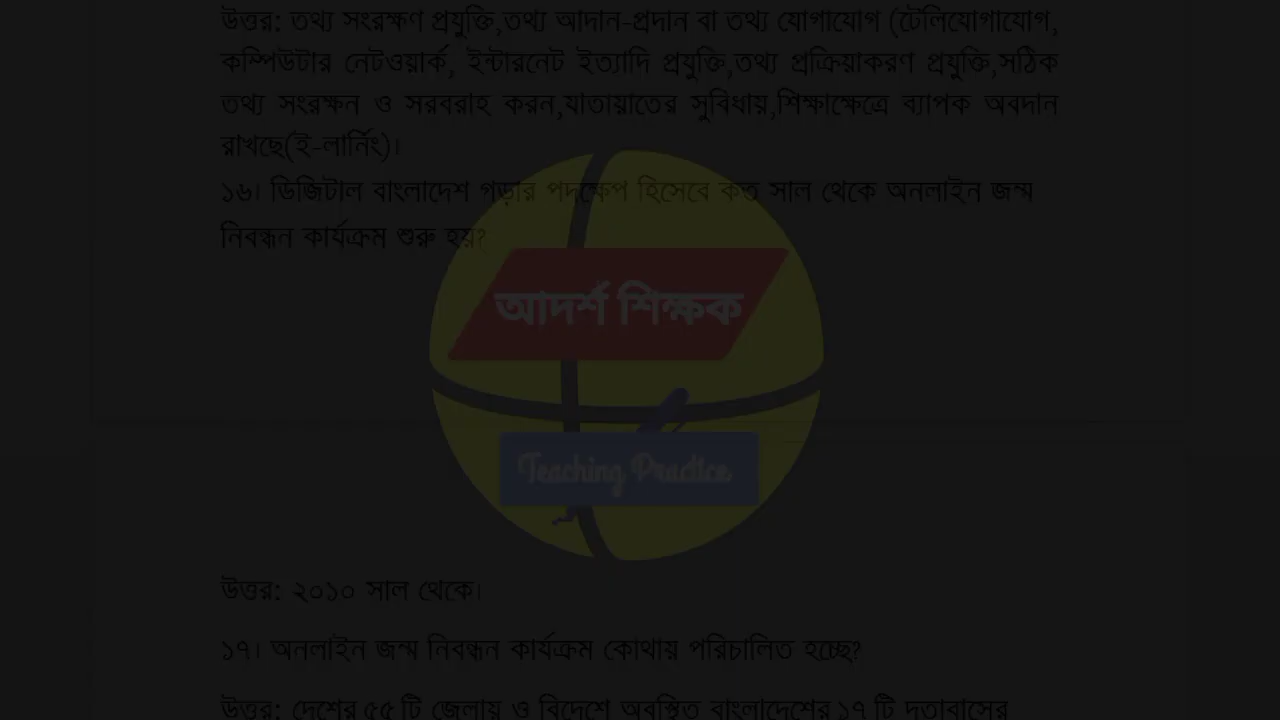 উত্তর: তথ্য সংরক্ষণ প্রযুক্তি,তথ্য আদান-প্রদান বা তথ্য যোগাযোগ (টেলিযোগাযোগ,
কম্পিউটার নেটওয়ার্ক, ইন্টারনেট ইত্যাদি প্রযুক্তি,তথ্য প্রক্রিয়াকরণ প্রযুক্তি,সঠিক
তথ্য সংরক্ষন ও সরবরাহ করন,যাতায়াতের সুবিধায়,শিক্ষাক্ষেত্রে ব্যাপক অবদান
রাখছে(ই-লার্নিং)।
১৬। ডিজিটাল বাংলাদেশ গড়ার পদক্ষেপ হিসেবে কত সাল থেকে অনলাইন জন্ম
নিবন্ধন কার্যক্রম শুরু হয়?
আদর্শ শিক্ষক
Teaching Practice
উত্তর: ২০১০ সাল থেকে।
১৭। অনলাইন জন্ম নিবন্ধন কার্যক্রম কোথায় পরিচালিত হচ্ছে?
উত্তর: দেশের ৫৫ টি জেলায় ও বিদেশে অবস্থিত বাংলাদেশের ১৭ টি দূতাবাসের